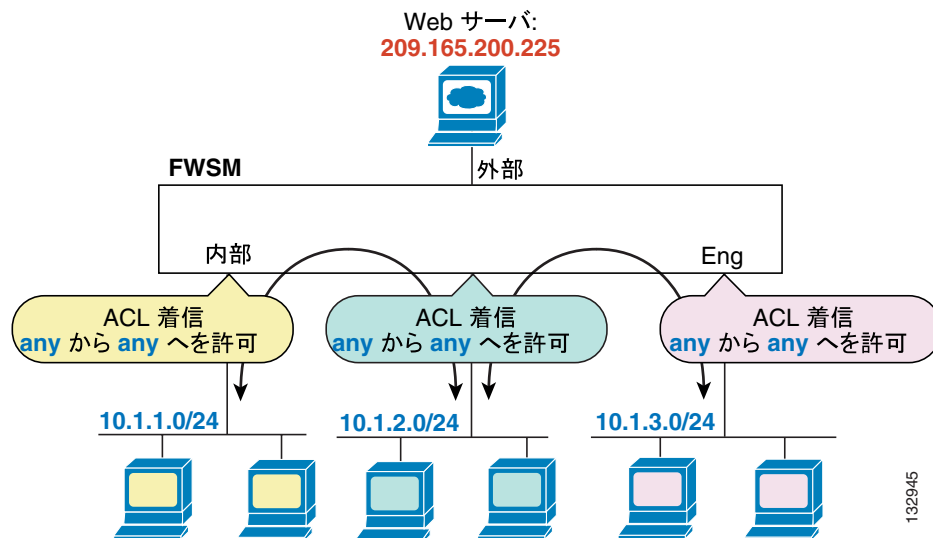 Web サーバ:
209.165.200.225
FWSM
外部
内部
Eng
ACL 着信
any から any へを許可
ACL 着信
any から any へを許可
ACL 着信
any から any へを許可
10.1.1.0/24
10.1.2.0/24
10.1.3.0/24
132945